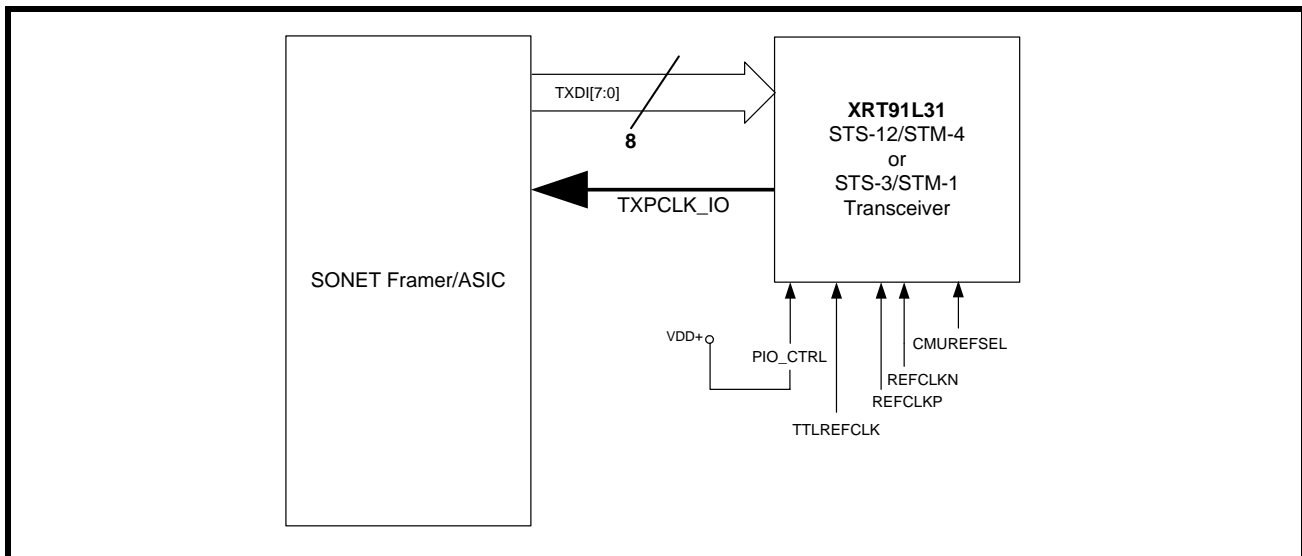 TXDI[7:0]
8
TXPCLK_IO
SONET Framer/ASIC
XRT91L31
STS-12/STM-4
or
STS-3/STM-1
Transceiver
VDD+
PIO_CTRL
CMUREFSEL
REFCLKN
REFCLKP
TTLREFCLK